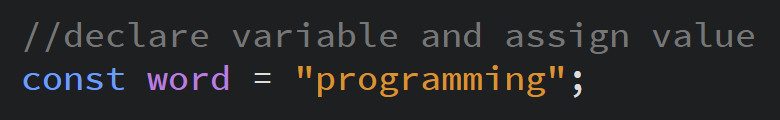 //declare variable and assign value
const word = "programming";